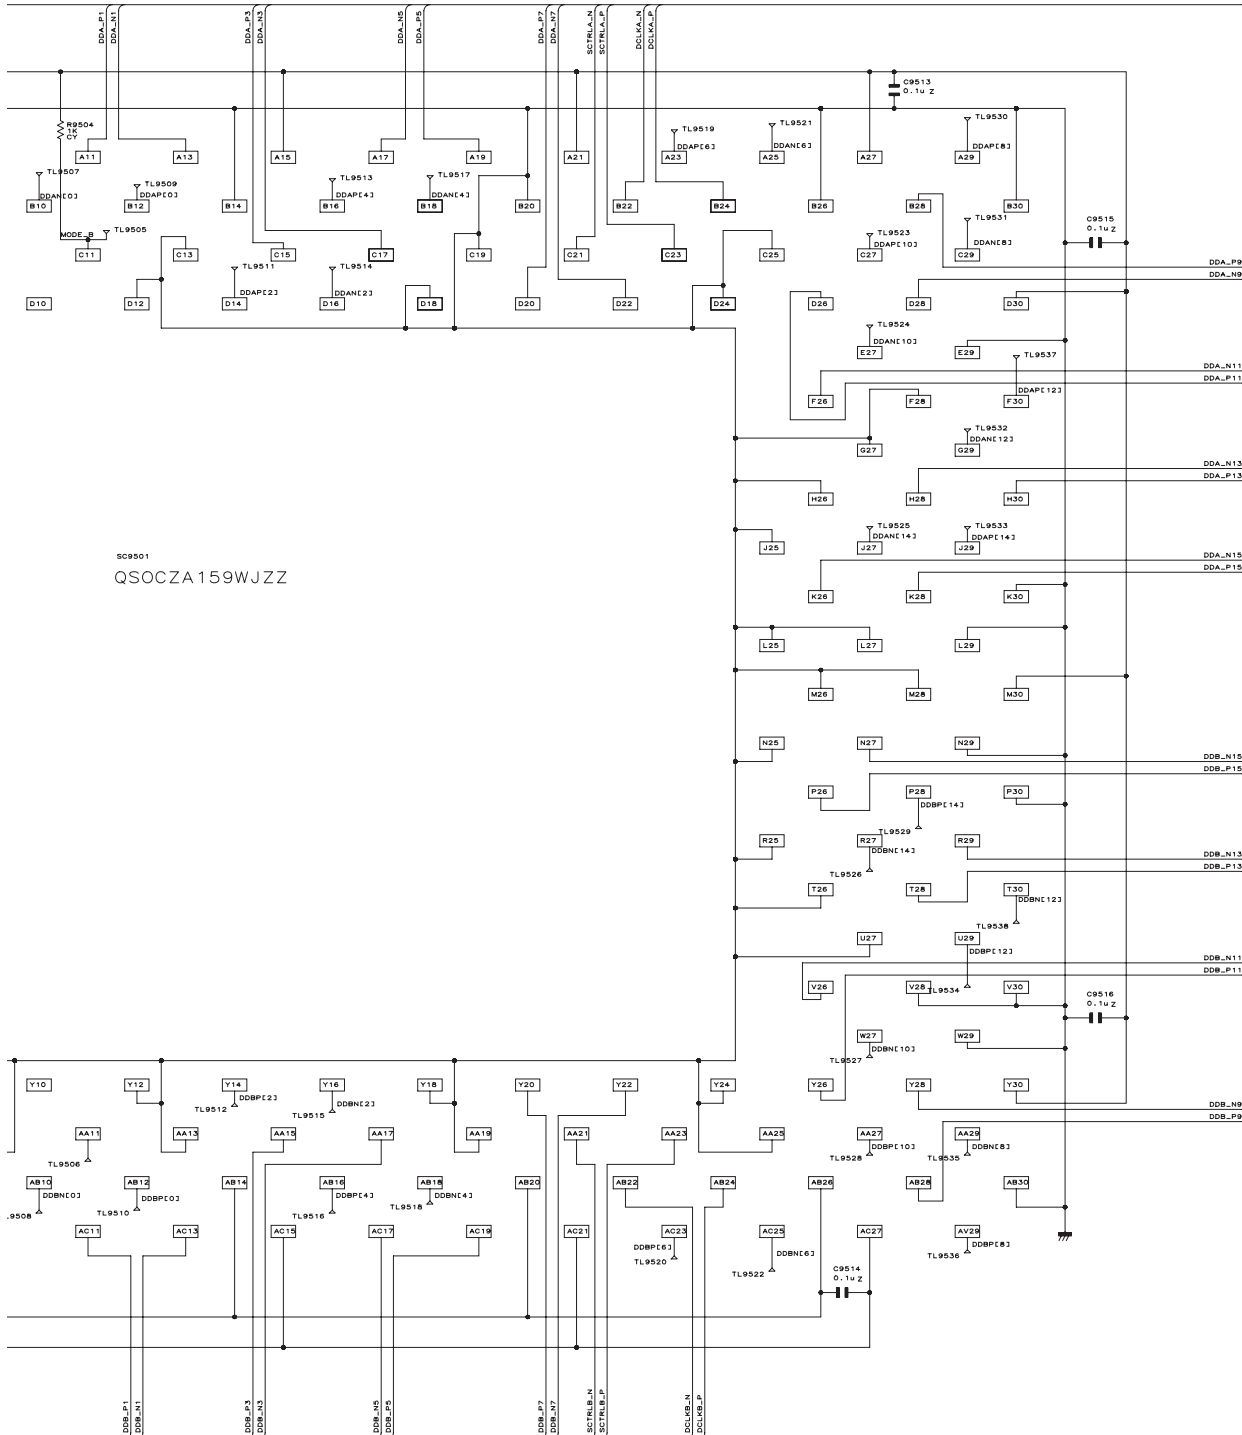 DDA_P1
DDA_N1
DDA_P3
DDA_N3
DDA_N5
DDA_P5
DDA_P7
DDA_N7
SCTRLA_N
SCTRLA_P
DCLKA_N
DCLKA_P
C9513
0.1u Z
R9504
1K
CY
TL9519
DDAP[6]
TL9521
DDAN[6]
TL9530
DDAP[8]
A11
A13
A15
A17
A19
A21
A23
A25
A27
A29
TL9507
DDAN[0]
TL9509
DDAP[0]
TL9513
DDAP[4]
TL9517
DDAN[4]
B10
B12
B14
B16
B18
B20
B22
B24
B26
B28
B30
MODE_B
TL9505
TL9523
DDAP[10]
TL9531
DDAN[8]
C9515
0.1u Z
C11
C13
C15
C17
C19
C21
C23
C25
C27
C29
DDA_P9
DDA_N9
TL9511
DDAP[2]
TL9514
DDAN[2]
D10
D12
D14
D16
D18
D20
D22
D24
D26
D28
D30
TL9524
DDAN[10]
E27
E29
TL9537
DDAP[12]
DDA_N11
DDA_P11
F26
F28
F30
TL9532
DDAN[12]
G27
G29
DDA_N13
DDA_P13
H26
H28
H30
TL9525
DDAN[14]
TL9533
DDAP[14]
J25
J27
J29
SC9501
QSOCZA159WJZZ
DDA_N15
DDA_P15
K26
K28
K30
L25
L27
L29
M26
M28
M30
N25
N27
N29
DDB_N15
DDB_P15
P26
P28
P30
DDBP[14]
TL9529
R25
R27
R29
DDBN[14]
TL9526
DDB_N13
DDB_P13
T26
T28
T30
DDBN[12]
TL9538
U27
U29
DDBP[12]
TL9534
DDB_N11
DDB_P11
V26
V28
V30
C9516
0.1u Z
W27
W29
DDBN[10]
TL9527
Y10
Y12
Y14
Y16
Y18
Y20
Y22
Y24
Y26
Y28
Y30
DDBP[2]
TL9512
DDBN[2]
TL9515
DDB_N9
DDB_P9
AA11
AA13
AA15
AA17
AA19
AA21
AA23
AA25
AA27
AA29
TL9506
DDBP[10]
TL9528
DDBN[8]
TL9535
AB10
AB12
AB14
AB16
AB18
AB20
AB22
AB24
AB26
AB28
AB30
DDBN[0]
.9508
DDBP[0]
TL9510
DDBP[4]
TL9516
DDBN[4]
TL9518
AC11
AC13
AC15
AC17
AC19
AC21
AC23
AC25
AC27
AV29
DDBP[6]
TL9520
DDBN[6]
TL9522
DDBP[8]
TL9536
C9514
0.1u Z
DDB_P1
DDB_N1
DDB_P3
DDB_N3
DDB_N5
DDB_P5
DDB_P7
DDB_N7
SCTRLB_N
SCTRLB_P
DCLKB_N
DCLKB_P